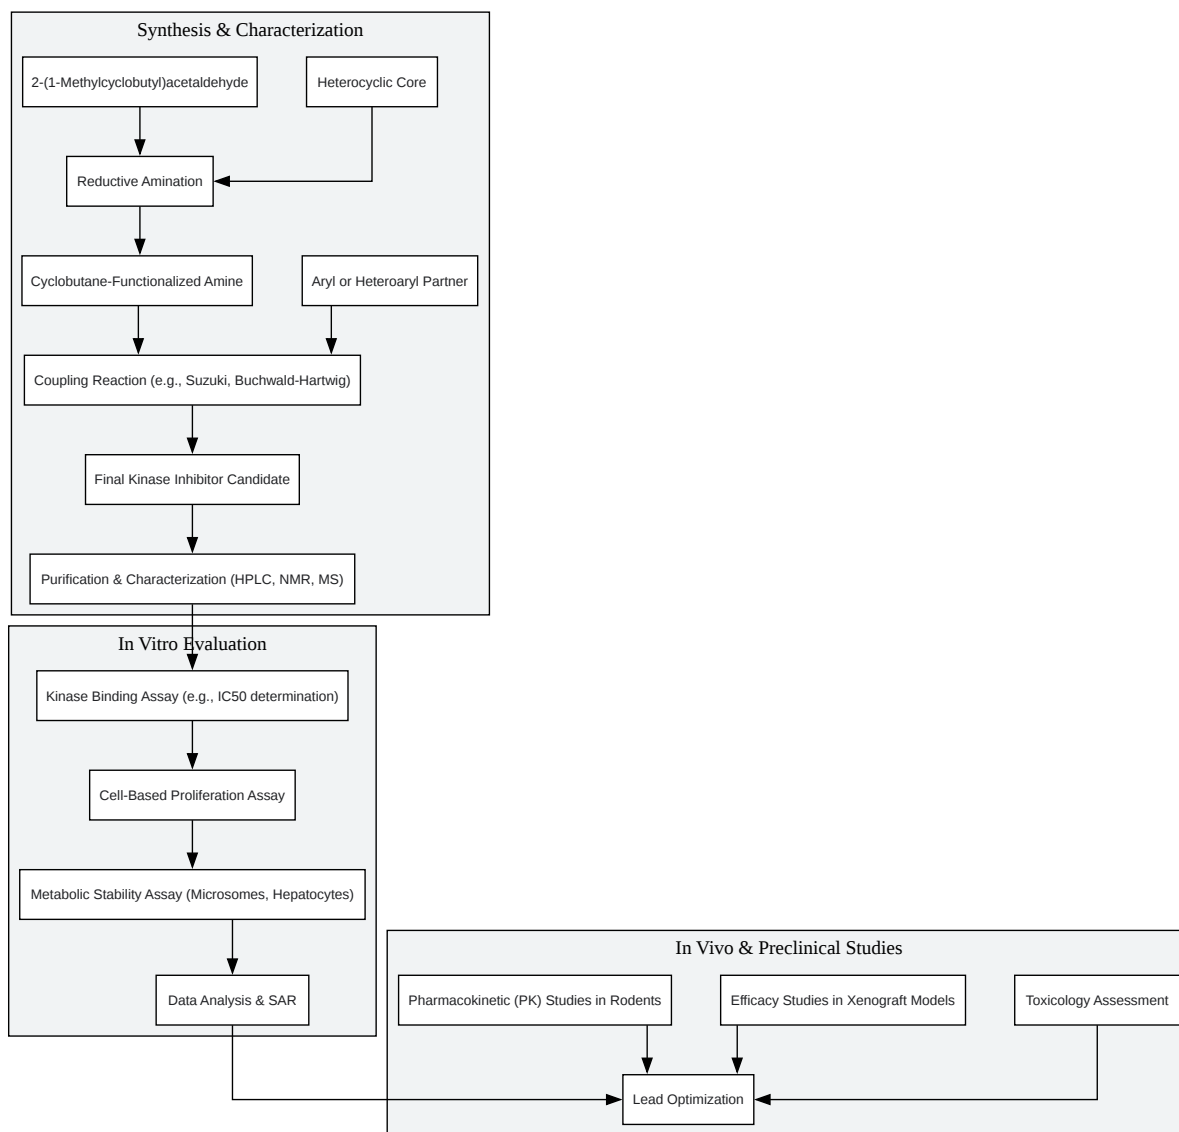 Synthesis & Characterization
2-(1-Methylcyclobutyl)acetaldehyde
Heterocyclic Core
Reductive Amination
Cyclobutane-Functionalized Amine
Aryl or Heteroaryl Partner
Coupling Reaction (e.g., Suzuki, Buchwald-Hartwig)
Final Kinase Inhibitor Candidate
Purification & Characterization (HPLC, NMR, MS)
In Vitro Evaluation
Kinase Binding Assay (e.g., IC50 determination)
Cell-Based Proliferation Assay
Metabolic Stability Assay (Microsomes, Hepatocytes)
Data Analysis & SAR
In Vivo & Preclinical Studies
Pharmacokinetic (PK) Studies in Rodents
Efficacy Studies in Xenograft Models
Toxicology Assessment
Lead Optimization